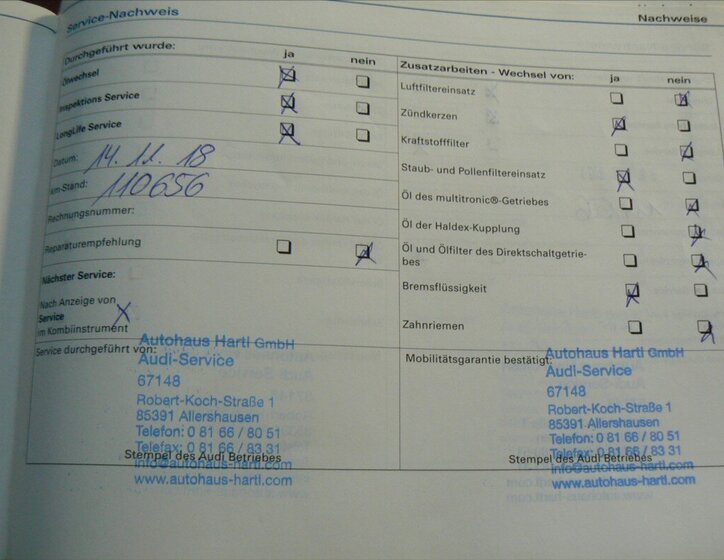 Service-Nachweis
Nachweise
Durchgeführt wurde:
ja
nein
Ölwechsel
Inspektions Service
LongLife Service
Datum: 14. 11. 18
Km-Stand: 110656
Rechnungsnummer:
Reparaturempfehlung
Nächster Service:
Nach Anzeige von
Service
im Kombiinstrument X
Service durchgeführt von:
Autohaus Hartl GmbH
Audi-Service
67148
Robert-Koch-Straße 1
85391 Allershausen
Telefon: 0 81 66 / 80 51
Telefax: 0 81 66 / 83 31
Stempel des Audi Betriebes
info@autohaus-hartl.com
www.autohaus-hartl.com
Zusatzarbeiten - Wechsel von:
ja
nein
Luftfiltereinsatz
Zündkerzen
Kraftstofffilter
Staub- und Pollenfiltereinsatz
Öl des multitronic®-Getriebes
Öl der Haldex-Kupplung
Öl und Ölfilter des Direktschaltgetrie-
bes
Bremsflüssigkeit
Zahnriemen
Mobilitätsgarantie bestätigt:
Autohaus Hartl GmbH
Audi-Service
67148
Robert-Koch-Straße 1
85391 Allershausen
Telefon: 0 81 66 / 80 51
Telefax: 0 81 66 / 83 31
Stempel des Audi Betriebes
info@autohaus-hartl.com
www.autohaus-hartl.com